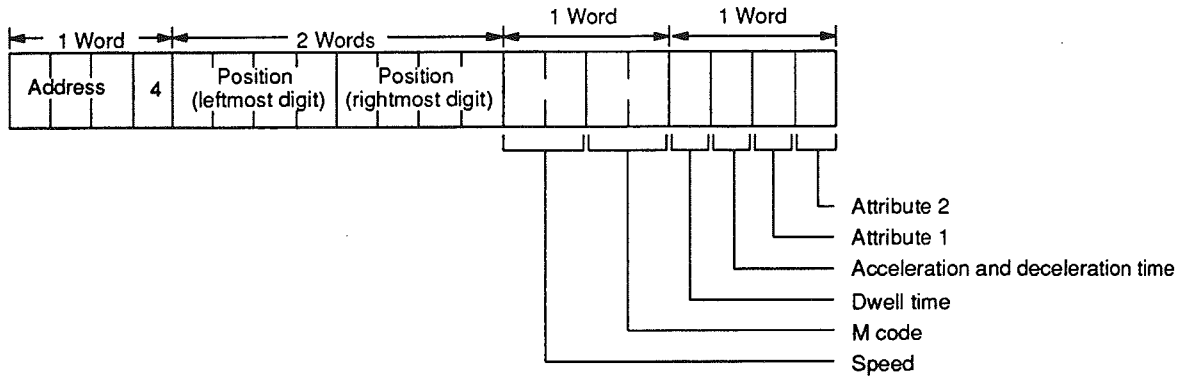 1 Word
2 Words
1 Word
1 Word
Address
4
Position
(leftmost digit)
Position
(rightmost digit)
Attribute 2
Attribute 1
Acceleration and deceleration time
Dwell time
M code
Speed